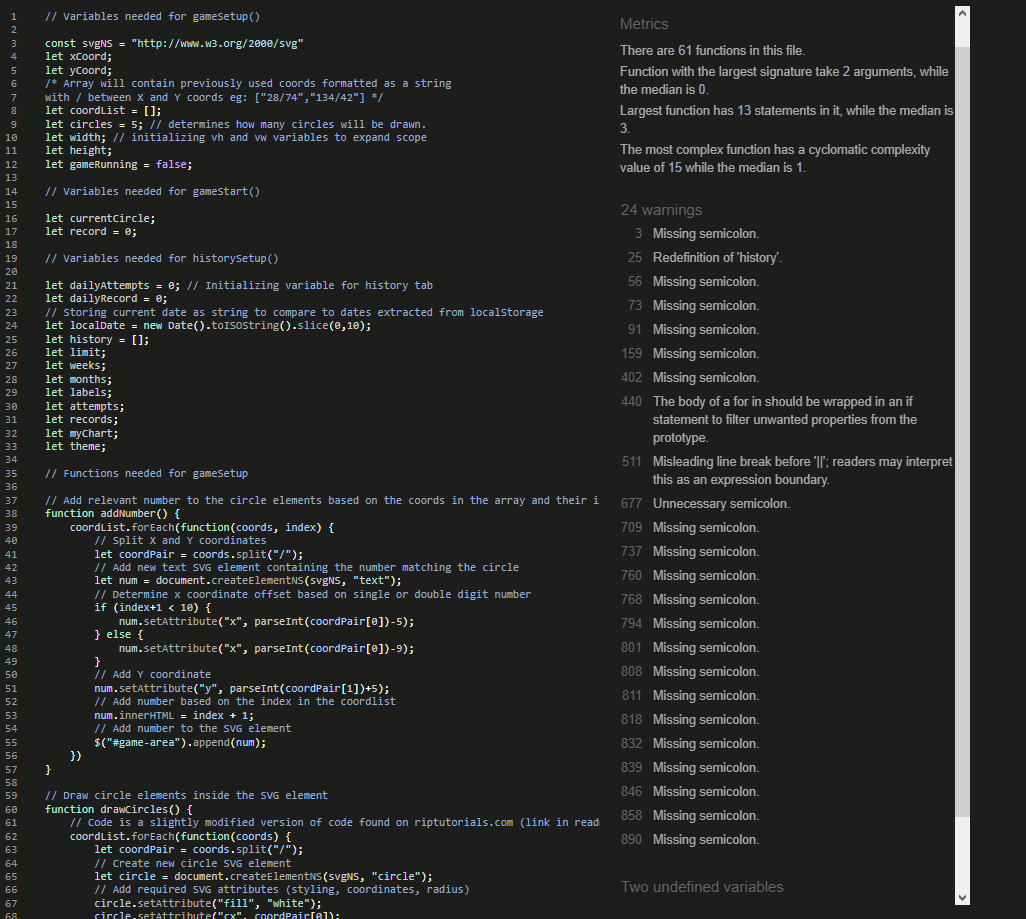 1 // Variables needed for gameSetup()
2
3 const svgNS = "http://www.w3.org/2000/svg"
4 let xCoord;
5 let yCoord;
6 /* Array will contain previously used coords formatted as a string
7 with / between X and Y coords eg: ["28/74","134/42"] */
8 let coordList = [];
9 let circles = 5; // determines how many circles will be drawn.
10 let width; // initializing vh and vw variables to expand scope
11 let height;
12 let gameRunning = false;
13
14 // Variables needed for gameStart()
15
16 let currentCircle;
17 let record = 0;
18
19 // Variables needed for historySetup()
20
21 let dailyAttempts = 0; // Initializing variable for history tab
22 let dailyRecord = 0;
23 // Storing current date as string to compare to dates extracted from localStorage
24 let localDate = new Date().toISOString().slice(0,10);
25 let history = [];
26 let limit;
27 let weeks;
28 let months;
29 let labels;
30 let attempts;
31 let records;
32 let myChart;
33 let theme;
34
35 // Functions needed for gameSetup
36
37 // Add relevant number to the circle elements based on the coords in the array and their i
38 function addNumber() {
39 coordList.forEach(function(coords, index) {
40 // Split X and Y coordinates
41 let coordPair = coords.split("/");
42 // Add new text SVG element containing the number matching the circle
43 let num = document.createElementNS(svgNS, "text");
44 // Determine x coordinate offset based on single or double digit number
45 if (index+1 < 10) {
46 num.setAttribute("x", parseInt(coordPair[0])-5);
47 } else {
48 num.setAttribute("x", parseInt(coordPair[0])-9);
49 }
50 // Add Y coordinate
51 num.setAttribute("y", parseInt(coordPair[1])+5);
52 // Add number based on the index in the coordlist
53 num.innerHTML = index + 1;
54 // Add number to the SVG element
55 $("#game-area").append(num);
56 })
57 }
58
59 // Draw circle elements inside the SVG element
60 function drawCircles() {
61 // Code is a slightly modified version of code found on riptutorials.com (link in read
62 coordList.forEach(function(coords) {
63 let coordPair = coords.split("/");
64 // Create new circle SVG element
65 let circle = document.createElementNS(svgNS, "circle");
66 // Add required SVG attributes (styling, coordinates, radius)
67 circle.setAttribute("fill", "white");
68 circle.setAttribute("cx", coordPair[0]);
Metrics
There are 61 functions in this file.
Function with the largest signature take 2 arguments, while
the median is 0.
Largest function has 13 statements in it, while the median is
3.
The most complex function has a cyclomatic complexity
value of 15 while the median is 1.
24 warnings
3 Missing semicolon.
25 Redefinition of 'history'.
56 Missing semicolon.
73 Missing semicolon.
91 Missing semicolon.
159 Missing semicolon.
402 Missing semicolon.
440 The body of a for in should be wrapped in an if
statement to filter unwanted properties from the
prototype.
511 Misleading line break before '||'; readers may interpret
this as an expression boundary.
677 Unnecessary semicolon.
709 Missing semicolon.
737 Missing semicolon.
760 Missing semicolon.
768 Missing semicolon.
794 Missing semicolon.
801 Missing semicolon.
808 Missing semicolon.
811 Missing semicolon.
818 Missing semicolon.
832 Missing semicolon.
839 Missing semicolon.
846 Missing semicolon.
858 Missing semicolon.
890 Missing semicolon.
Two undefined variables